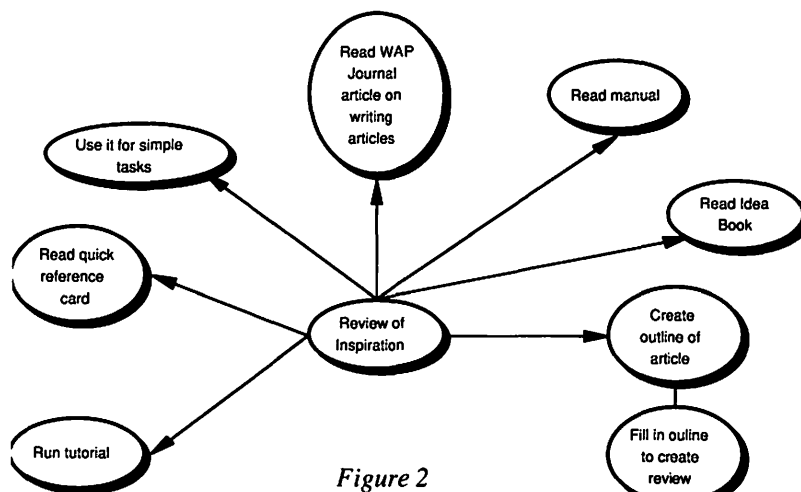 Read WAP
Journal
article on
writing
articles
Read manual
Use it for simple
tasks
Read Idea
Book
Read quick
reference
card
Review of
Inspiration
Create
outline of
article
Run tutorial
Fill in ouline
to create
review
Figure 2